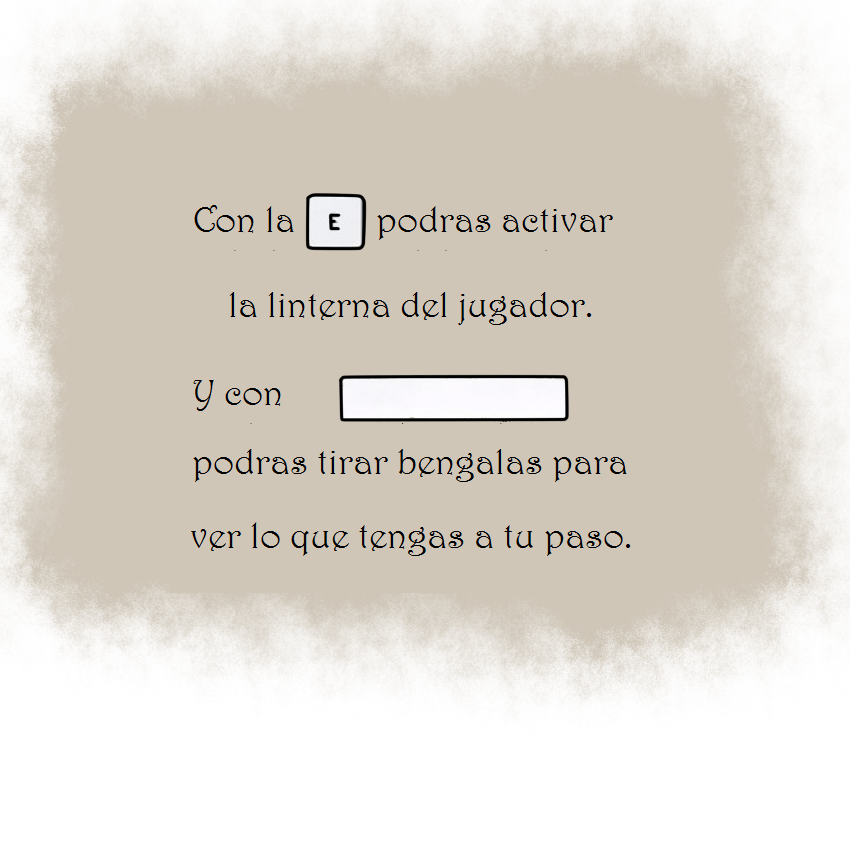 Con la E podras activar
la linterna del jugador.
Y con
podras tirar bengalas para
ver lo que tengas a tu paso.